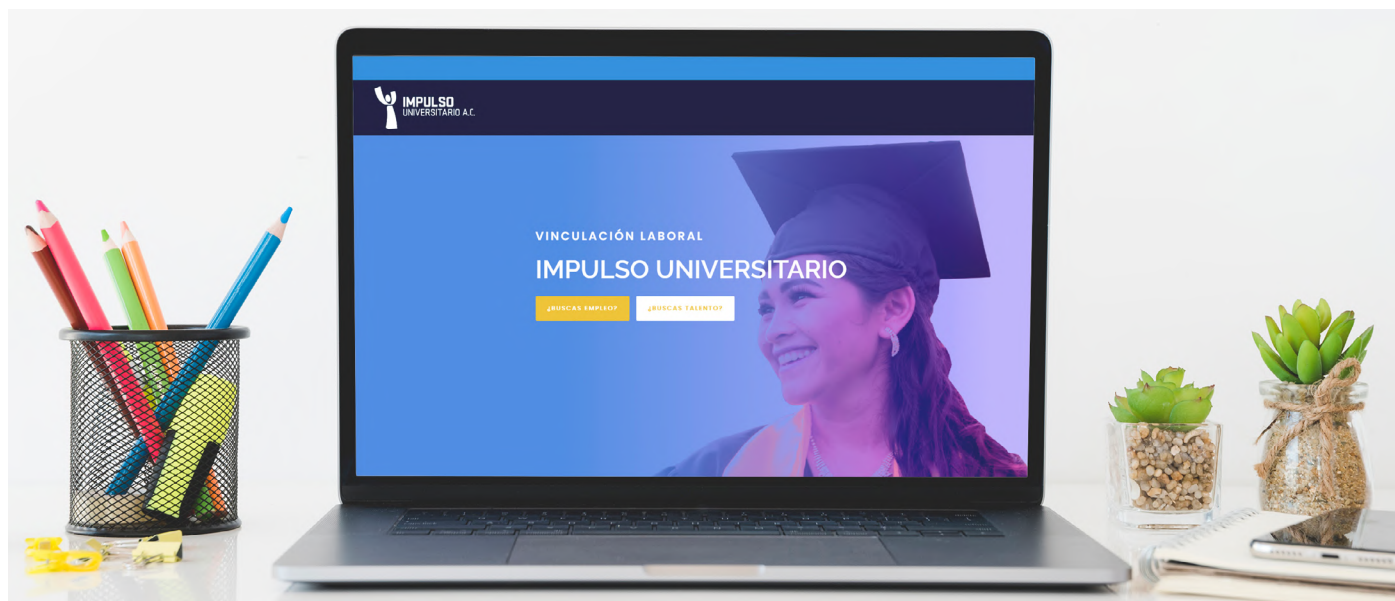 IMPULSO
UNIVERSITARIO A.C.
VINCULACIÓN LABORAL
IMPULSO UNIVERSITARIO
¿BUSCAS EMPLEO? ¿BUSCAS TALENTO?